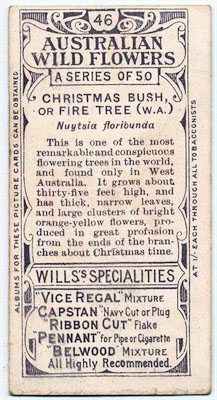 46
AUSTRALIAN
WILD FLOWERS
A SERIES OF 50
CHRISTMAS BUSH,
OR FIRE TREE (W.A.)
Nuytsia floribunda
This is one of the most
remarkable and conspicuous
flowering trees in the world,
and found only in West
Australia. It grows about
thirty-five feet high, and
has thick, narrow leaves,
and large clusters of bright
orange-yellow flowers, pro-
duced in great profusion
from the ends of the bran-
ches about Christmas time.
WILLS'S SPECIALITIES
"VICE REGAL" MIXTURE
"CAPSTAN" NAVY CUT OR PLUG
"RIBBON CUT" FLAKE
"PENNANT" for Pipe or Cigarette
"BELWOOD" MIXTURE
All Highly Recommended.
ALBUMS FOR THESE PICTURE CARDS CAN BE OBTAINED
AT 1/- EACH THROUGH ALL TOBACCONISTS